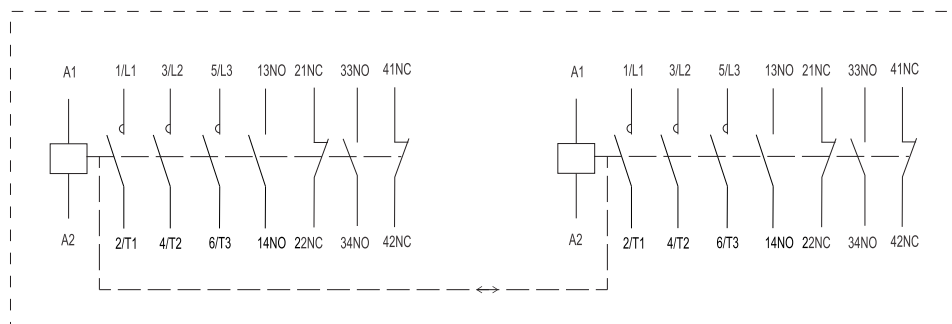 A1 1/L1 3/L2 5/L3 13NO 21NC 33NO 41NC
A2 2/T1 4/T2 6/T3 14NO 22NC 34NO 42NC
A1 1/L1 3/L2 5/L3 13NO 21NC 33NO 41NC
A2 2/T1 4/T2 6/T3 14NO 22NC 34NO 42NC